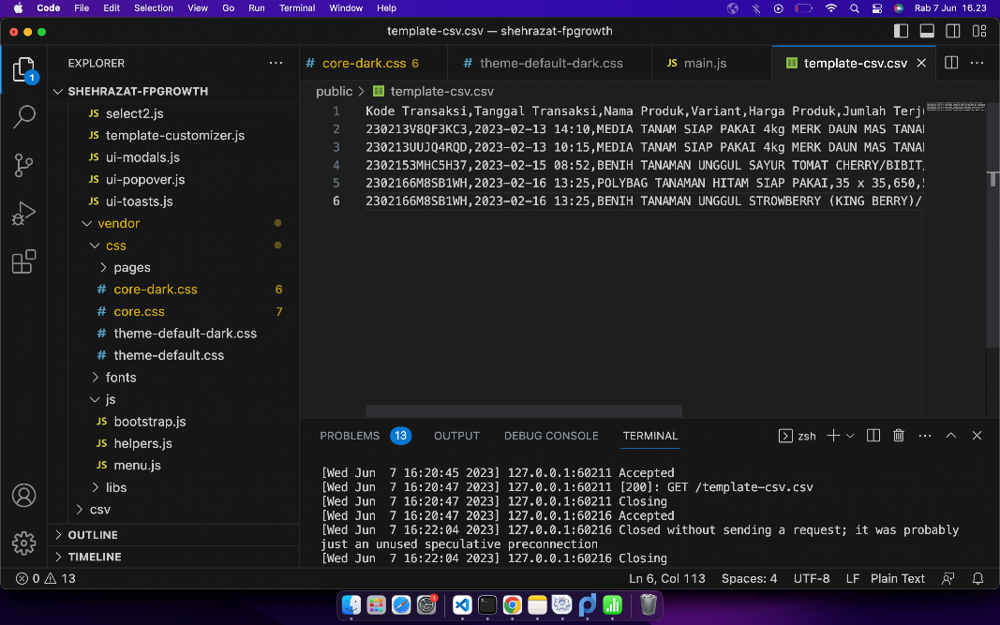 Code File Edit Selection View Go Run Terminal Window Help Rab 7 Jun 16.23
template-csv.csv — shehrazat-fpgrowth
1
EXPLORER
SHEHRAZAT-FPGROWTH
JS select2.js
JS template-customizer.js
JS ui-modals.js
JS ui-popover.js
JS ui-toasts.js
vendor
css
pages
# core-dark.css 6
# core.css 7
# theme-default-dark.css
# theme-default.css
fonts
js
JS bootstrap.js
JS helpers.js
JS menu.js
libs
csv
OUTLINE
TIMELINE
# core-dark.css 6 # theme-default-dark.css JS main.js template-csv.csv
public > template-csv.csv
1 Kode Transaksi,Tanggal Transaksi,Nama Produk,Variant,Harga Produk,Jumlah Terj
2 230213V8QF3KC3,2023-02-13 14:10,MEDIA TANAM SIAP PAKAI 4kg MERK DAUN MAS TANA
3 230213UUJQ4RQD,2023-02-13 10:15,MEDIA TANAM SIAP PAKAI 4kg MERK DAUN MAS TANA
4 2302153MHC5H37,2023-02-15 08:52,BENIH TANAMAN UNGGUL SAYUR TOMAT CHERRY/BIBIT
5 2302166M8SB1WH,2023-02-16 13:25,POLYBAG TANAMAN HITAM SIAP PAKAI,35 x 35,650,
6 2302166M8SB1WH,2023-02-16 13:25,BENIH TANAMAN UNGGUL STROWBERRY (KING BERRY)/
PROBLEMS 13 OUTPUT DEBUG CONSOLE TERMINAL zsh
[Wed Jun  7 16:20:45 2023] 127.0.0.1:60211 Accepted
[Wed Jun  7 16:20:47 2023] 127.0.0.1:60211 [200]: GET /template-csv.csv
[Wed Jun  7 16:20:47 2023] 127.0.0.1:60211 Closing
[Wed Jun  7 16:20:47 2023] 127.0.0.1:60216 Accepted
[Wed Jun  7 16:22:04 2023] 127.0.0.1:60216 Closed without sending a request; it was probably
just an unused speculative preconnection
[Wed Jun  7 16:22:04 2023] 127.0.0.1:60216 Closing
0 13 Ln 6, Col 113 Spaces: 4 UTF-8 LF Plain Text
1